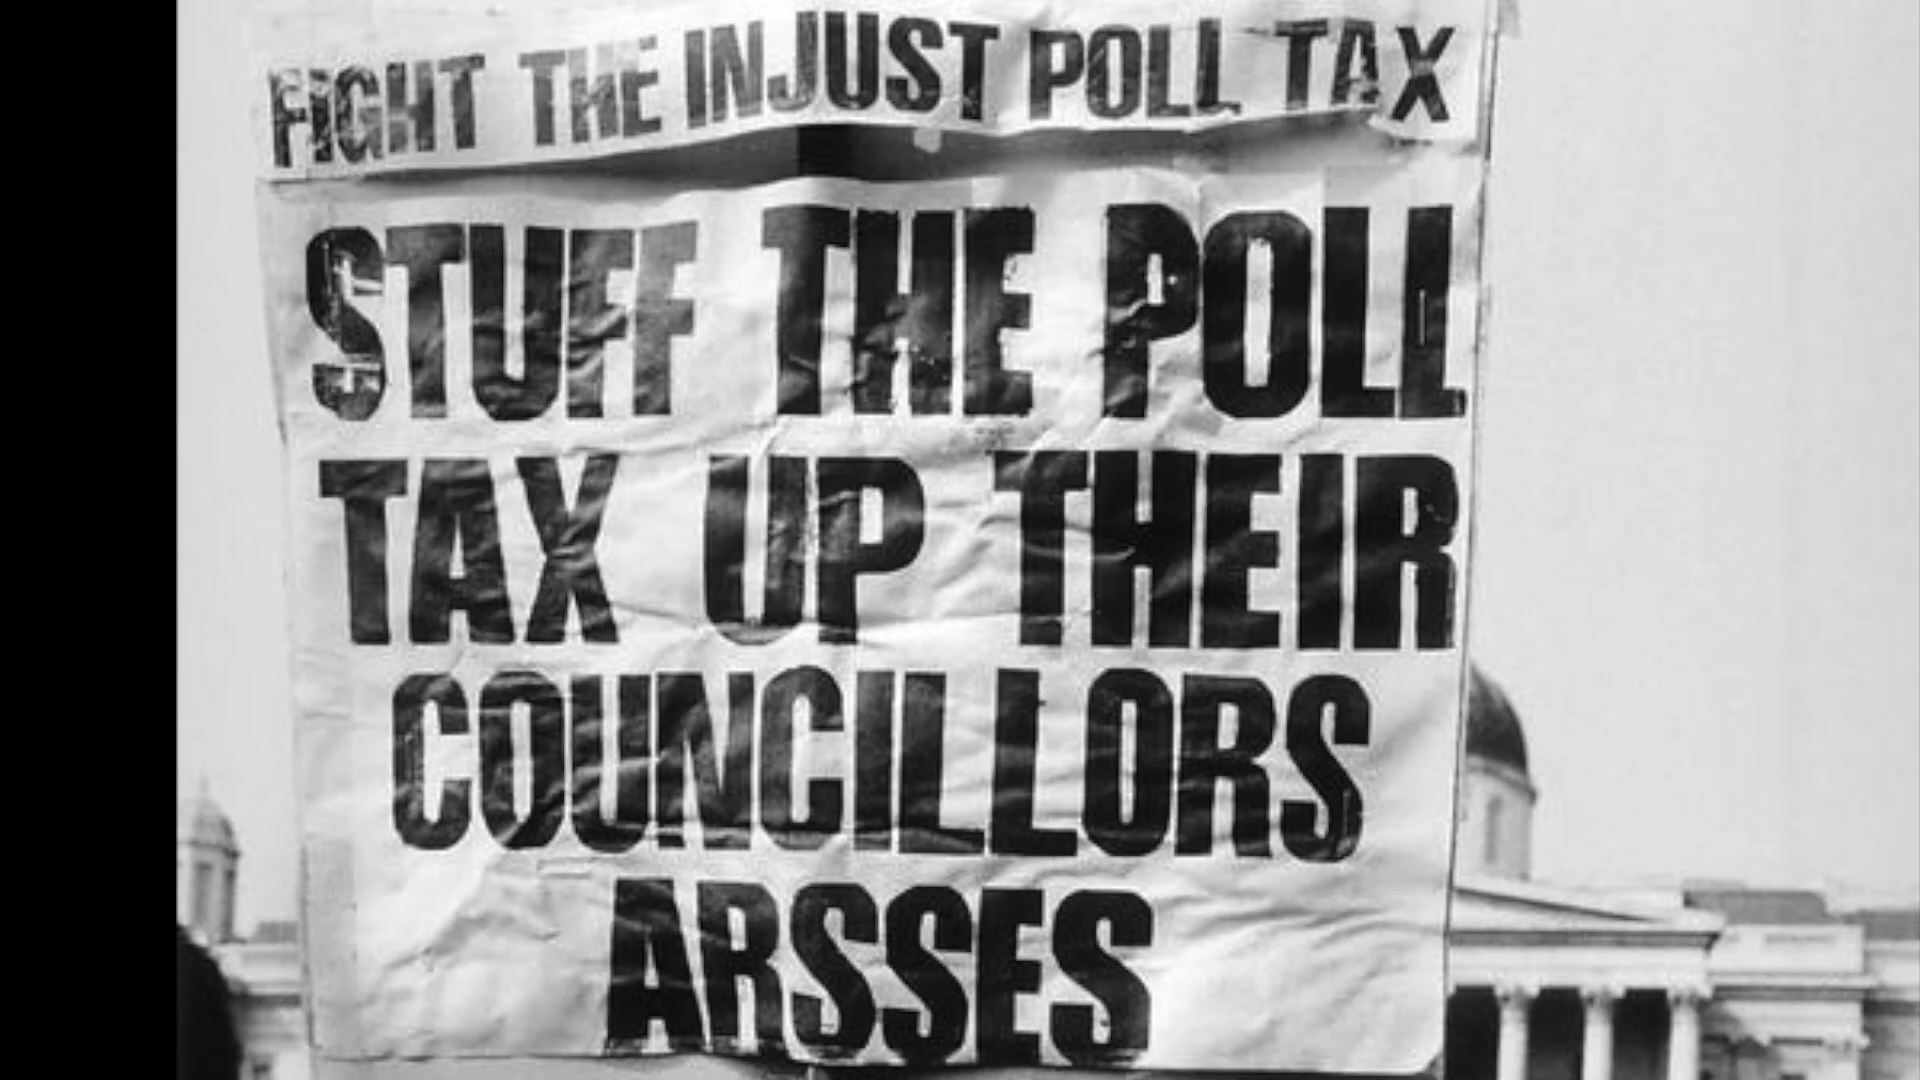 FIGHT THE INJUST POLL TAX
STUFF THE POLL
TAX UP THEIR
COUNCILLORS
ARSSES